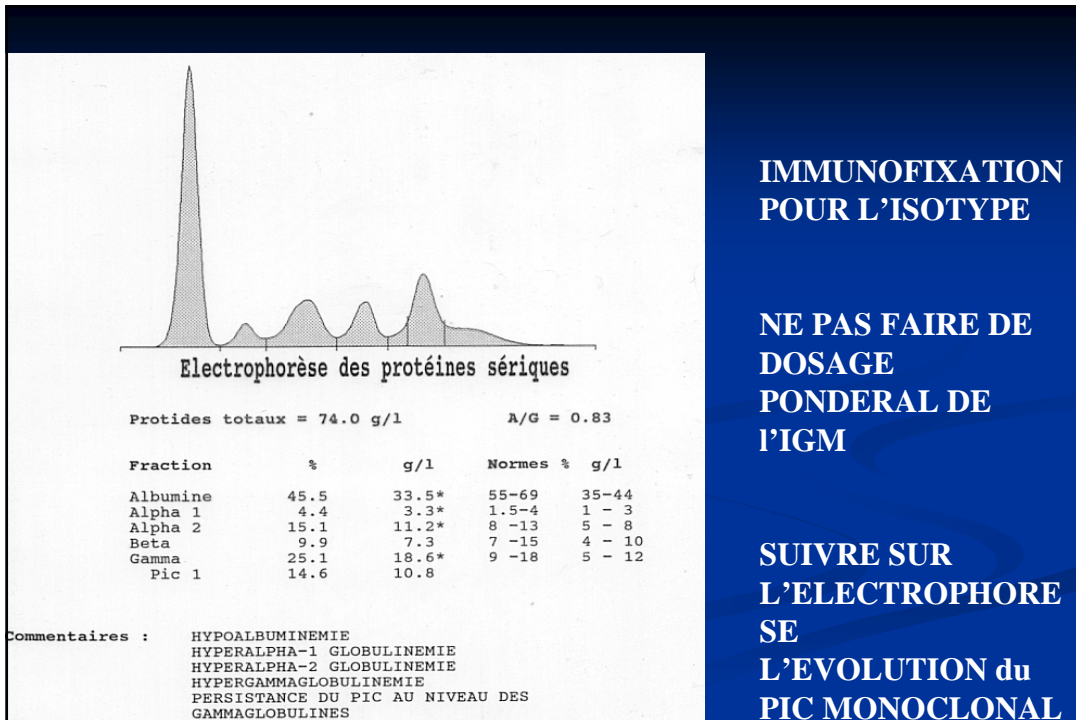 Electrophorèse des protéines sériques
Protides totaux = 74.0 g/l A/G = 0.83
Fraction % g/l Normes % g/l
Albumine 45.5 33.5* 55-69 35-44
Alpha 1 4.4 3.3* 1.5-4 1 - 3
Alpha 2 15.1 11.2* 8 -13 5 - 8
Beta 9.9 7.3 7 -15 4 - 10
Gamma 25.1 18.6* 9 -18 5 - 12
Pic 1 14.6 10.8
Commentaires : HYPOALBUMINEMIE
HYPERALPHA-1 GLOBULINEMIE
HYPERALPHA-2 GLOBULINEMIE
HYPERGAMMAGLOBULINEMIE
PERSISTANCE DU PIC AU NIVEAU DES
GAMMAGLOBULINES
IMMUNOFIXATION
POUR L'ISOTYPE
NE PAS FAIRE DE
DOSAGE
PONDERAL DE
l'IGM
SUIVRE SUR
L'ELECTROPHORE
SE
L'EVOLUTION du
PIC MONOCLONAL